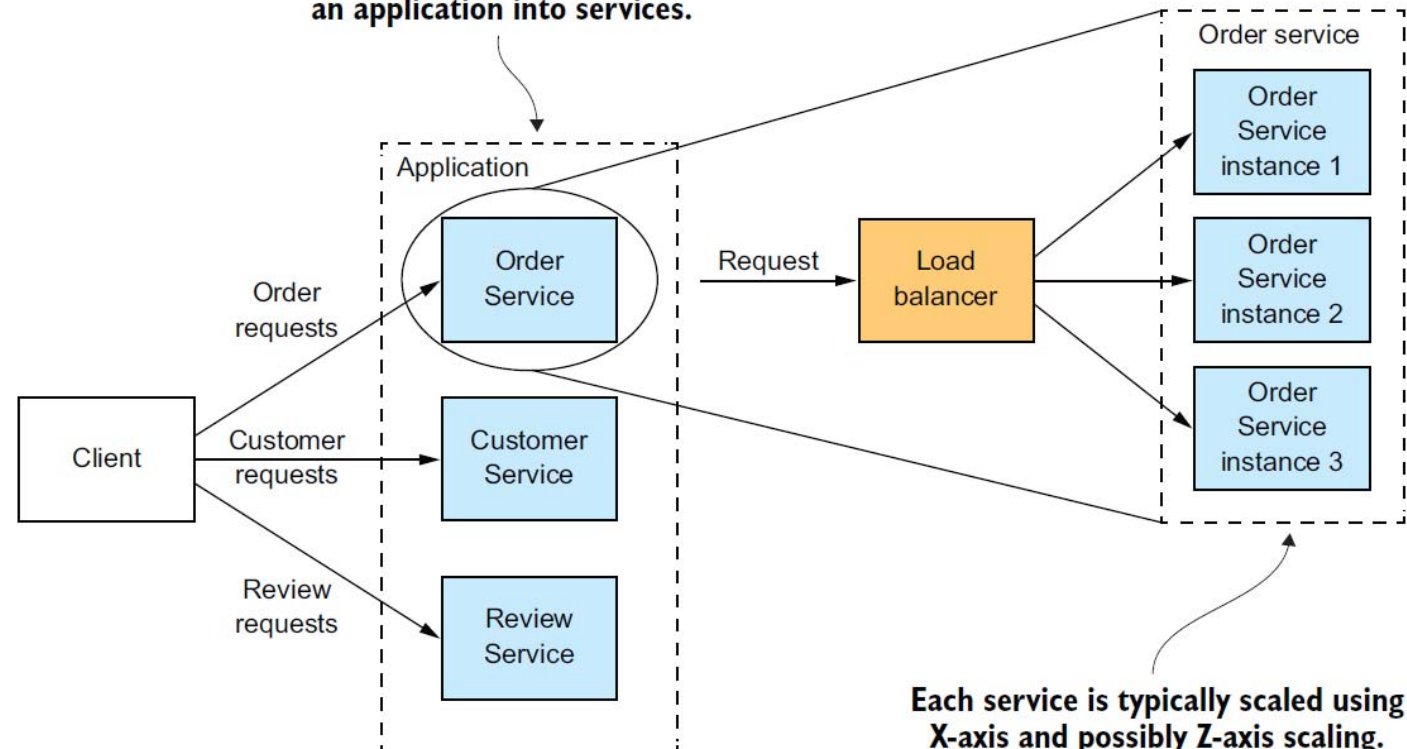 an application into services.
Order service
Order
Service
instance 1
Application
Order
Service
Request
Load
balancer
Order
Service
instance 2
Order
requests
Order
Service
instance 3
Client
Customer
requests
Customer
Service
Review
requests
Review
Service
Each service is typically scaled using
X-axis and possibly Z-axis scaling.